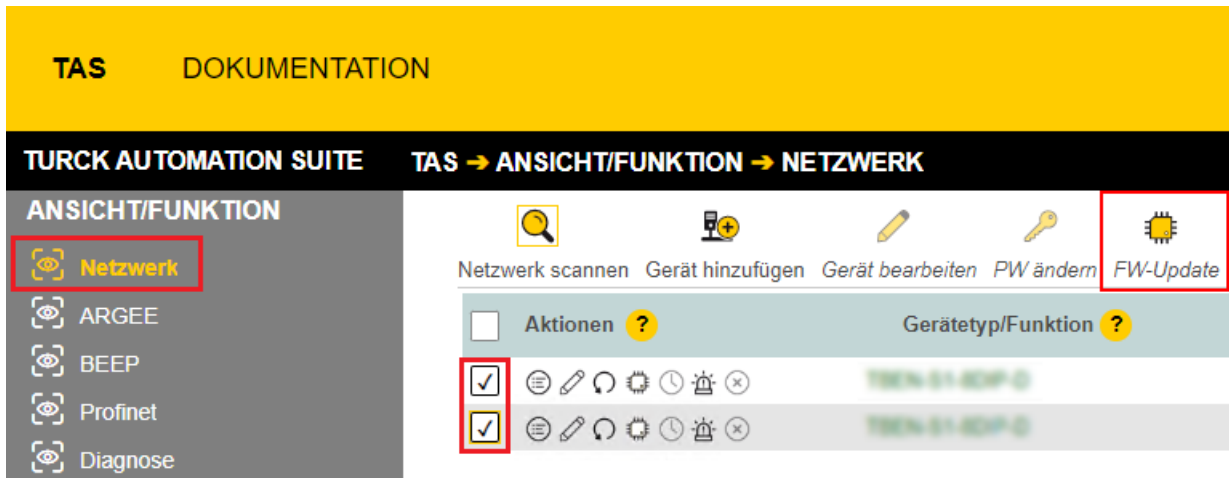 TAS DOKUMENTATION
TURCK AUTOMATION SUITE TAS ➔ ANSICHT/FUNKTION ➔ NETZWERK
ANSICHT/FUNKTION
Netzwerk
ARGEE
BEEP
Profinet
Diagnose
Netzwerk scannen Gerät hinzufügen Gerät bearbeiten PW ändern FW-Update
Aktionen ? Gerätetyp/Funktion ?